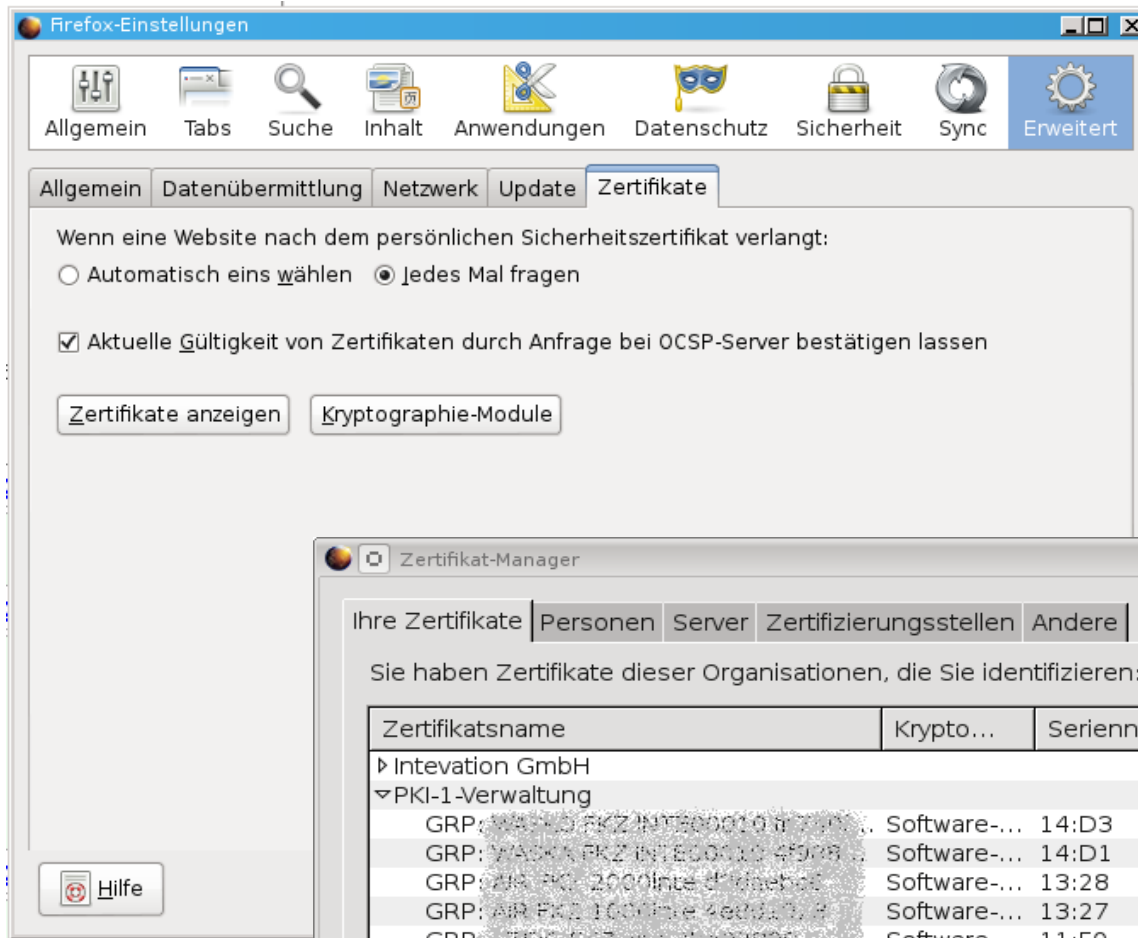 Firefox-Einstellungen
Allgemein Tabs Suche Inhalt Anwendungen Datenschutz Sicherheit Sync Erweitert
Allgemein Datenübermittlung Netzwerk Update Zertifikate
Wenn eine Website nach dem persönlichen Sicherheitszertifikat verlangt:
Automatisch eins wählen Jedes Mal fragen
Aktuelle Gültigkeit von Zertifikaten durch Anfrage bei OCSP-Server bestätigen lassen
Zertifikate anzeigen Kryptographie-Module
Zertifikat-Manager
Ihre Zertifikate Personen Server Zertifizierungsstellen Andere
Sie haben Zertifikate dieser Organisationen, die Sie identifizieren:
Zertifikatsname Krypto... Serienn
Intevation GmbH
PKI-1-Verwaltung
GRP: Software-... 14:D3
GRP: Software-... 14:D1
GRP: Software-... 13:28
GRP: Software-... 13:27
Hilfe